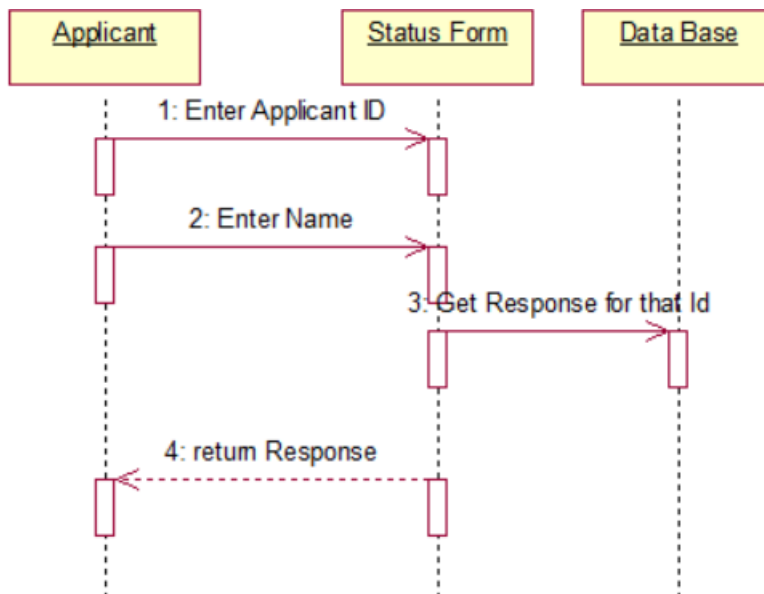 Applicant
Status Form
Data Base
1: Enter Applicant ID
2: Enter Name
3: Get Response for that Id
4: return Response